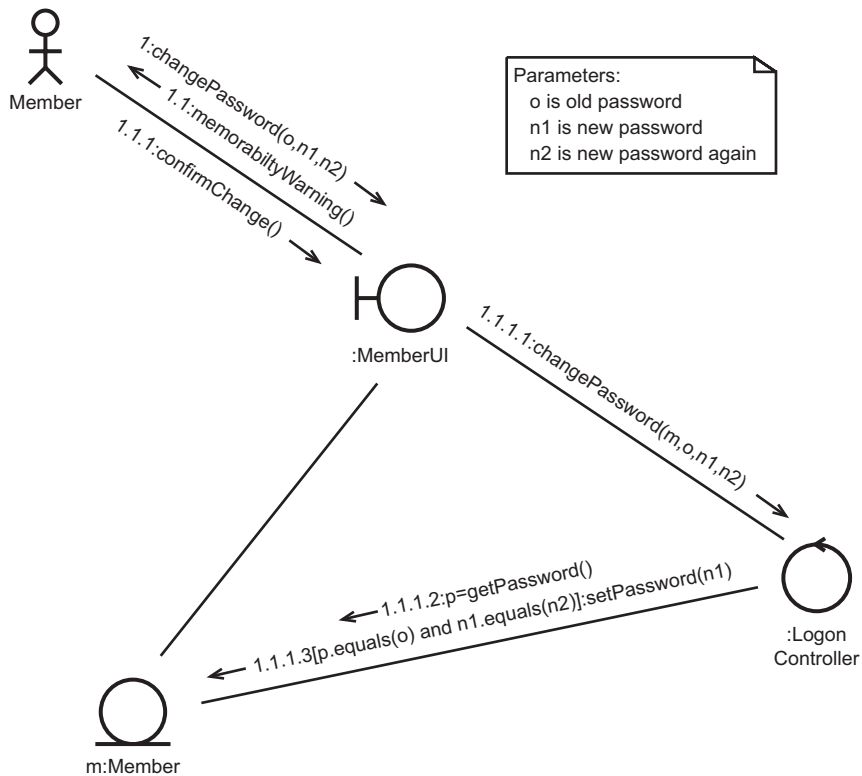 Member
1:changePassword(o,n1,n2)
1.1:memorabiltyWarning()
1.1.1:confirmChange()
Parameters:
o is old password
n1 is new password
n2 is new password again
:MemberUI
1.1.1.1:changePassword(m,o,n1,n2)
1.1.1.2:p=getPassword()
1.1.1.3[p.equals(o) and n1.equals(n2)]:setPassword(n1)
:Logon
Controller
m:Member